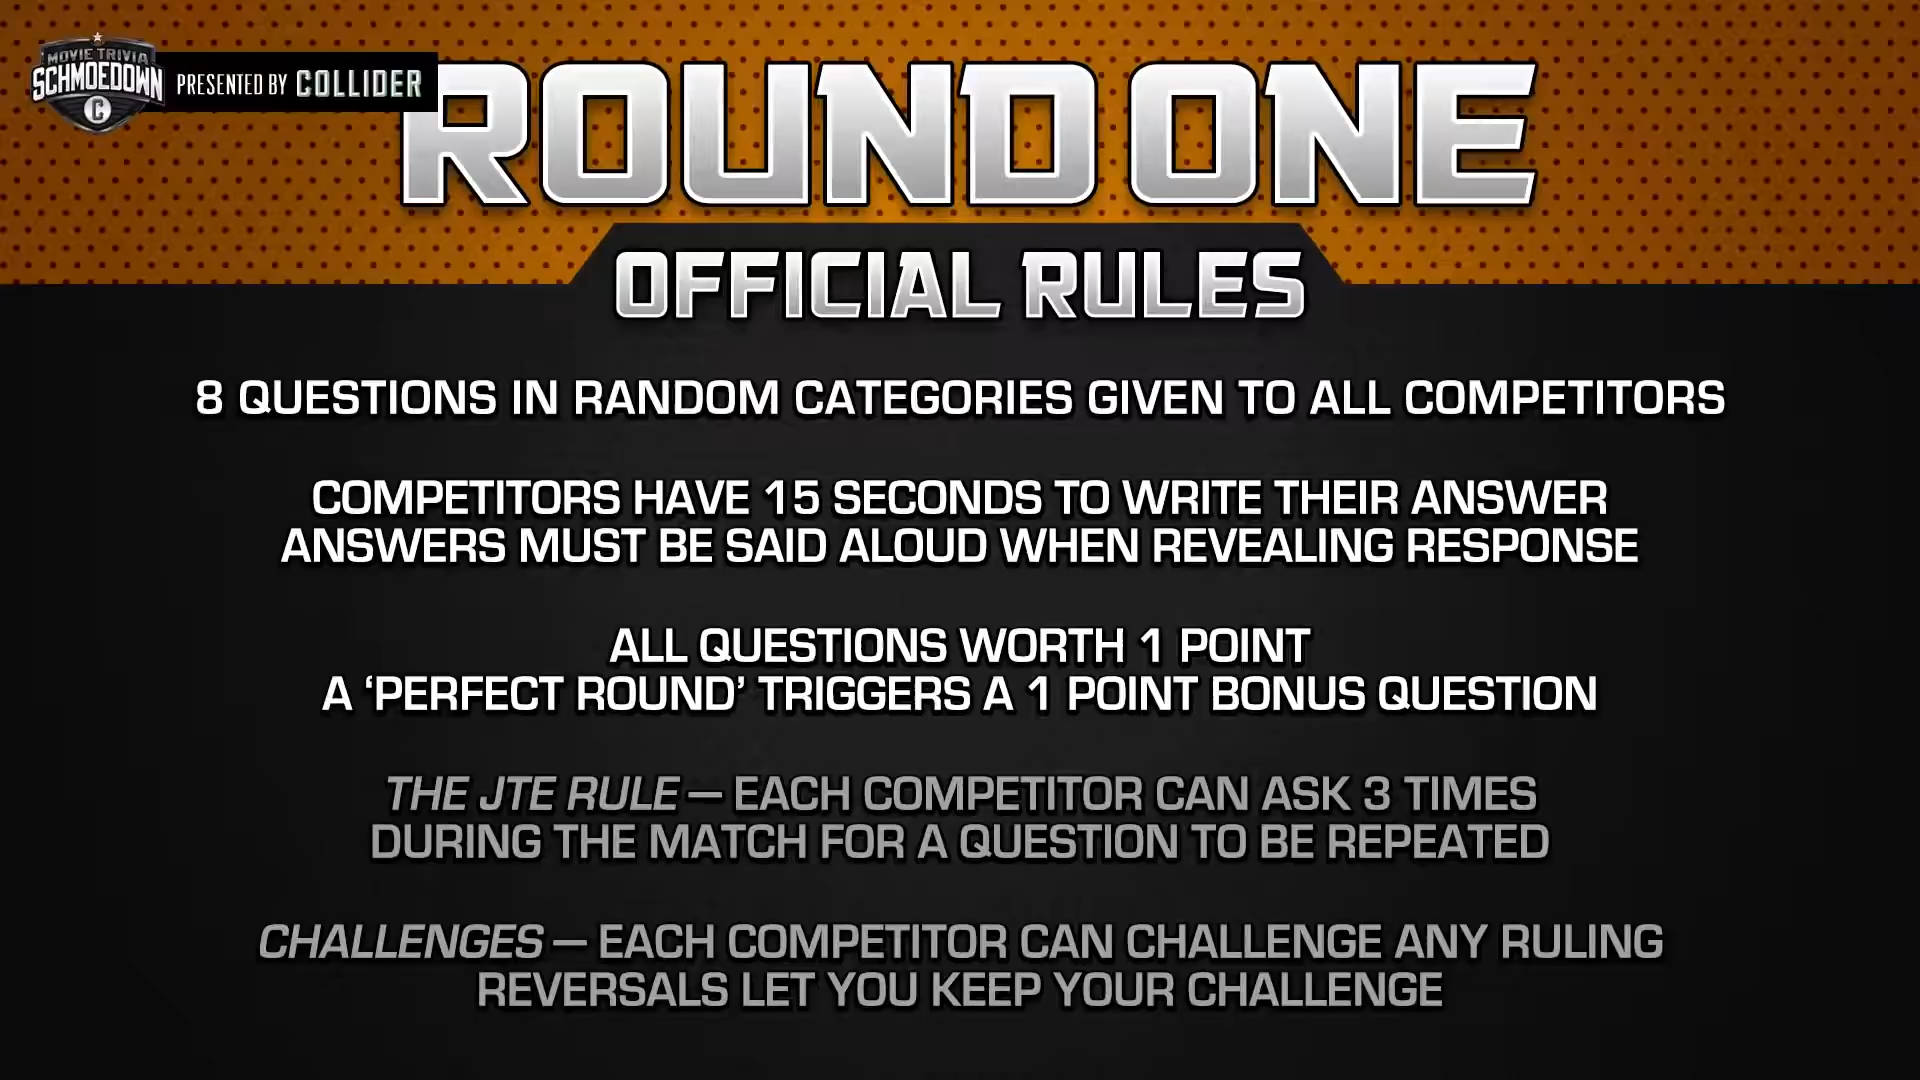 MOVIE TRIVIA
SCHMOEDOWN
C
PRESENTED BY COLLIDER
ROUND ONE
OFFICIAL RULES
8 QUESTIONS IN RANDOM CATEGORIES GIVEN TO ALL COMPETITORS
COMPETITORS HAVE 15 SECONDS TO WRITE THEIR ANSWER
ANSWERS MUST BE SAID ALOUD WHEN REVEALING RESPONSE
ALL QUESTIONS WORTH 1 POINT
A ‘PERFECT ROUND’ TRIGGERS A 1 POINT BONUS QUESTION
THE JTE RULE — EACH COMPETITOR CAN ASK 3 TIMES
DURING THE MATCH FOR A QUESTION TO BE REPEATED
CHALLENGES — EACH COMPETITOR CAN CHALLENGE ANY RULING
REVERSALS LET YOU KEEP YOUR CHALLENGE